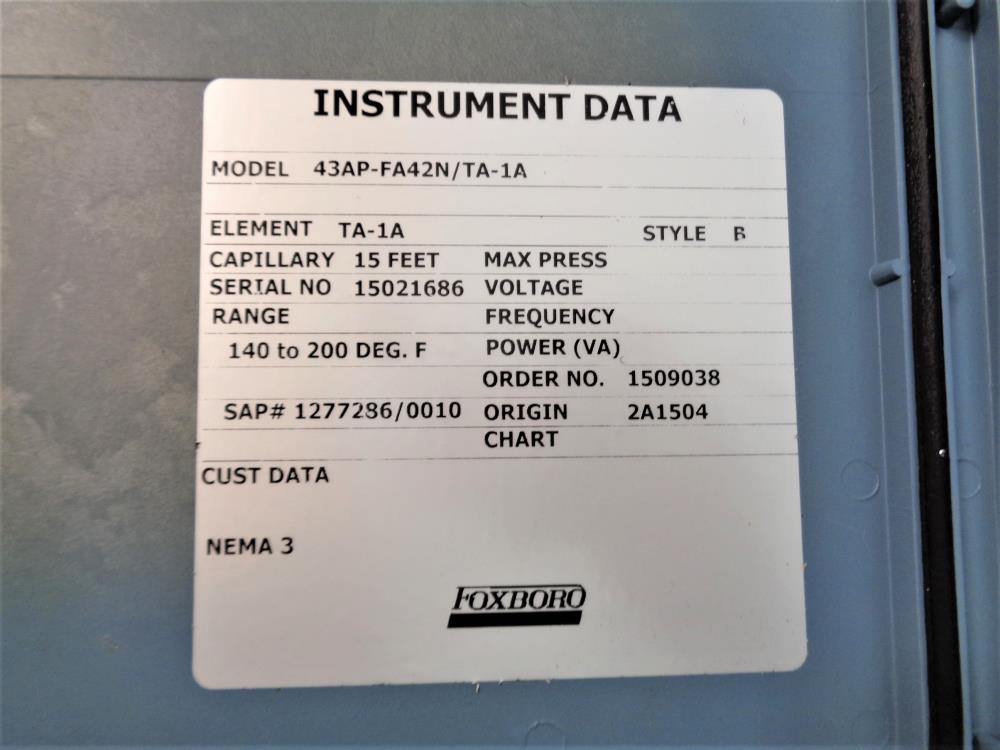 INSTRUMENT DATA
MODEL 43AP-FA42N/TA-1A
ELEMENT TA-1A STYLE B
CAPILLARY 15 FEET MAX PRESS
SERIAL NO 15021686 VOLTAGE
RANGE FREQUENCY
140 to 200 DEG. F POWER (VA)
ORDER NO. 1509038
SAP# 1277286/0010 ORIGIN 2A1504
CHART
CUST DATA
NEMA 3
FOXBORO